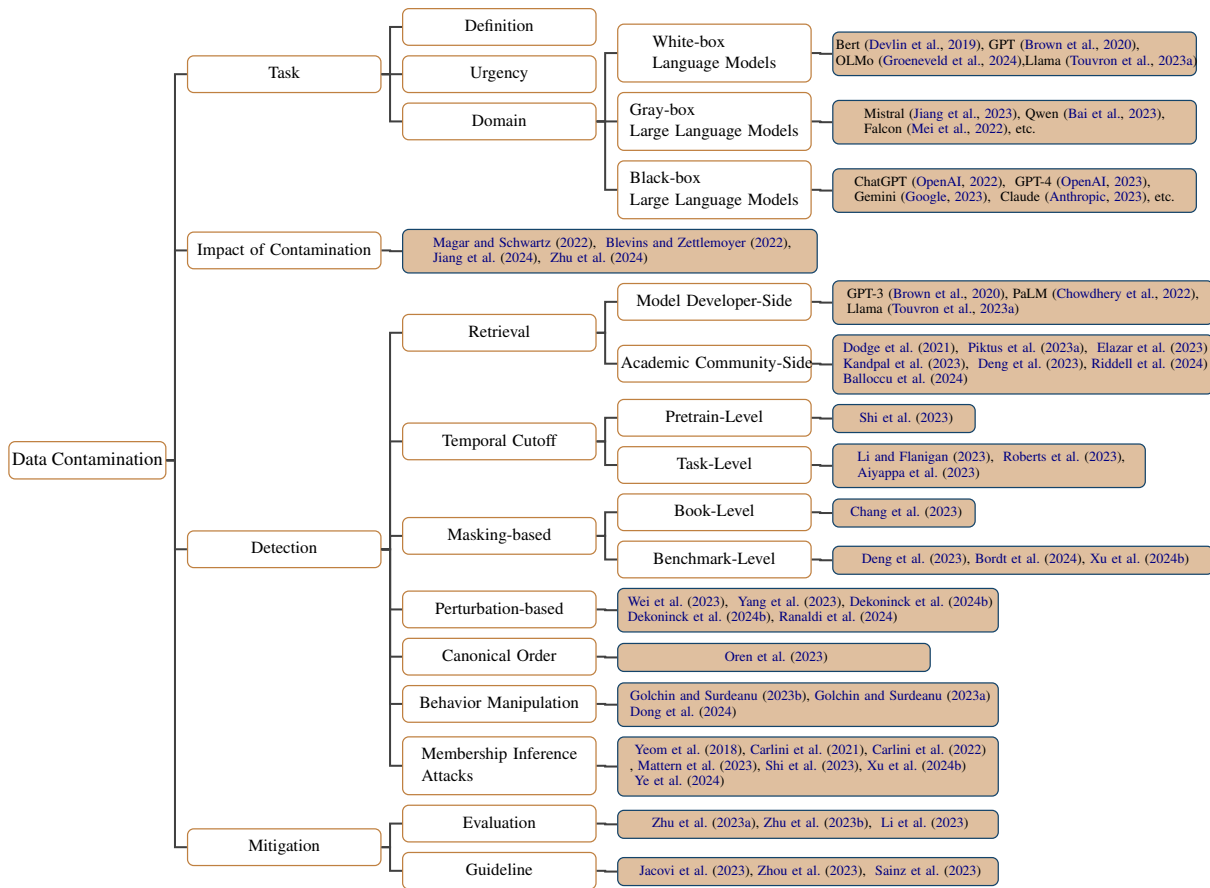 Data Contamination
Task
Definition
Urgency
Domain
White-box
Language Models
Bert (Devlin et al., 2019), GPT (Brown et al., 2020),
OLMo (Groeneveld et al., 2024),Llama (Touvron et al., 2023a)
Gray-box
Large Language Models
Mistral (Jiang et al., 2023), Qwen (Bai et al., 2023),
Falcon (Mei et al., 2022), etc.
Black-box
Large Language Models
ChatGPT (OpenAI, 2022), GPT-4 (OpenAI, 2023),
Gemini (Google, 2023), Claude (Anthropic, 2023), etc.
Impact of Contamination
Magar and Schwartz (2022), Blevins and Zettlemoyer (2022),
Jiang et al. (2024), Zhu et al. (2024)
Detection
Retrieval
Model Developer-Side
GPT-3 (Brown et al., 2020), PaLM (Chowdhery et al., 2022),
Llama (Touvron et al., 2023a)
Academic Community-Side
Dodge et al. (2021), Piktus et al. (2023a), Elazar et al. (2023)
Kandpal et al. (2023), Deng et al. (2023), Riddell et al. (2024)
Balloccu et al. (2024)
Temporal Cutoff
Pretrain-Level
Shi et al. (2023)
Task-Level
Li and Flanigan (2023), Roberts et al. (2023),
Aiyappa et al. (2023)
Masking-based
Book-Level
Chang et al. (2023)
Benchmark-Level
Deng et al. (2023), Bordt et al. (2024), Xu et al. (2024b)
Perturbation-based
Wei et al. (2023), Yang et al. (2023), Dekoninck et al. (2024b)
Dekoninck et al. (2024b), Ranaldi et al. (2024)
Canonical Order
Oren et al. (2023)
Behavior Manipulation
Golchin and Surdeanu (2023b), Golchin and Surdeanu (2023a)
Dong et al. (2024)
Membership Inference
Attacks
Yeom et al. (2018), Carlini et al. (2021), Carlini et al. (2022)
, Mattern et al. (2023), Shi et al. (2023), Xu et al. (2024b)
Ye et al. (2024)
Mitigation
Evaluation
Zhu et al. (2023a), Zhu et al. (2023b), Li et al. (2023)
Guideline
Jacovi et al. (2023), Zhou et al. (2023), Sainz et al. (2023)